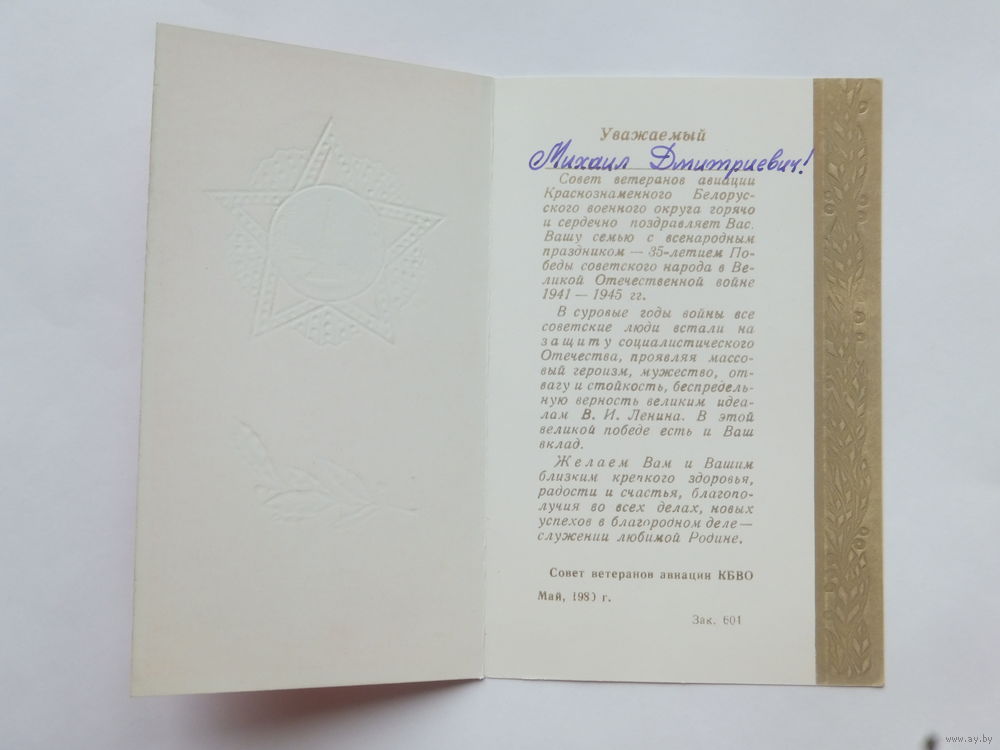 Уважаемый
Михаил Дмитриевич!
Совет ветеранов авиации
Краснознаменного Белорус-
ского военного округа горячо
и сердечно поздравляет Вас.
Вашу семью с всенародным
праздником — 35-летием По-
беды советского народа в Ве-
ликой Отечественной войне
1941 — 1945 гг.
В суровые годы войны все
советские люди встали на
защиту социалистического
Отечества, проявляя массо-
вый героизм, мужество, от-
вагу и стойкость, беспредель-
ную верность великим идеа-
лам В. И. Ленина. В этой
великой победе есть и Ваш
вклад.
Желаем Вам и Вашим
близким крепкого здоровья,
радости и счастья, благопо-
лучия во всех делах, новых
успехов в благородном деле —
служении любимой Родине.
Совет ветеранов авиации КБВО
Май, 1980 г.
Зак. 601
www.ay.by